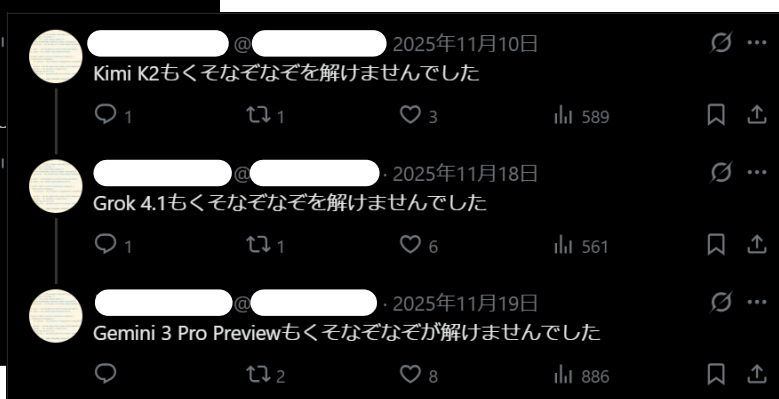 @ 2025年11月10日
Kimi K2もくそなぞなぞを解けませんでした
1 1 3 589
@ · 2025年11月18日
Grok 4.1もくそなぞなぞを解けませんでした
1 1 6 561
@ · 2025年11月19日
Gemini 3 Pro Previewもくそなぞなぞが解けませんでした
2 8 886